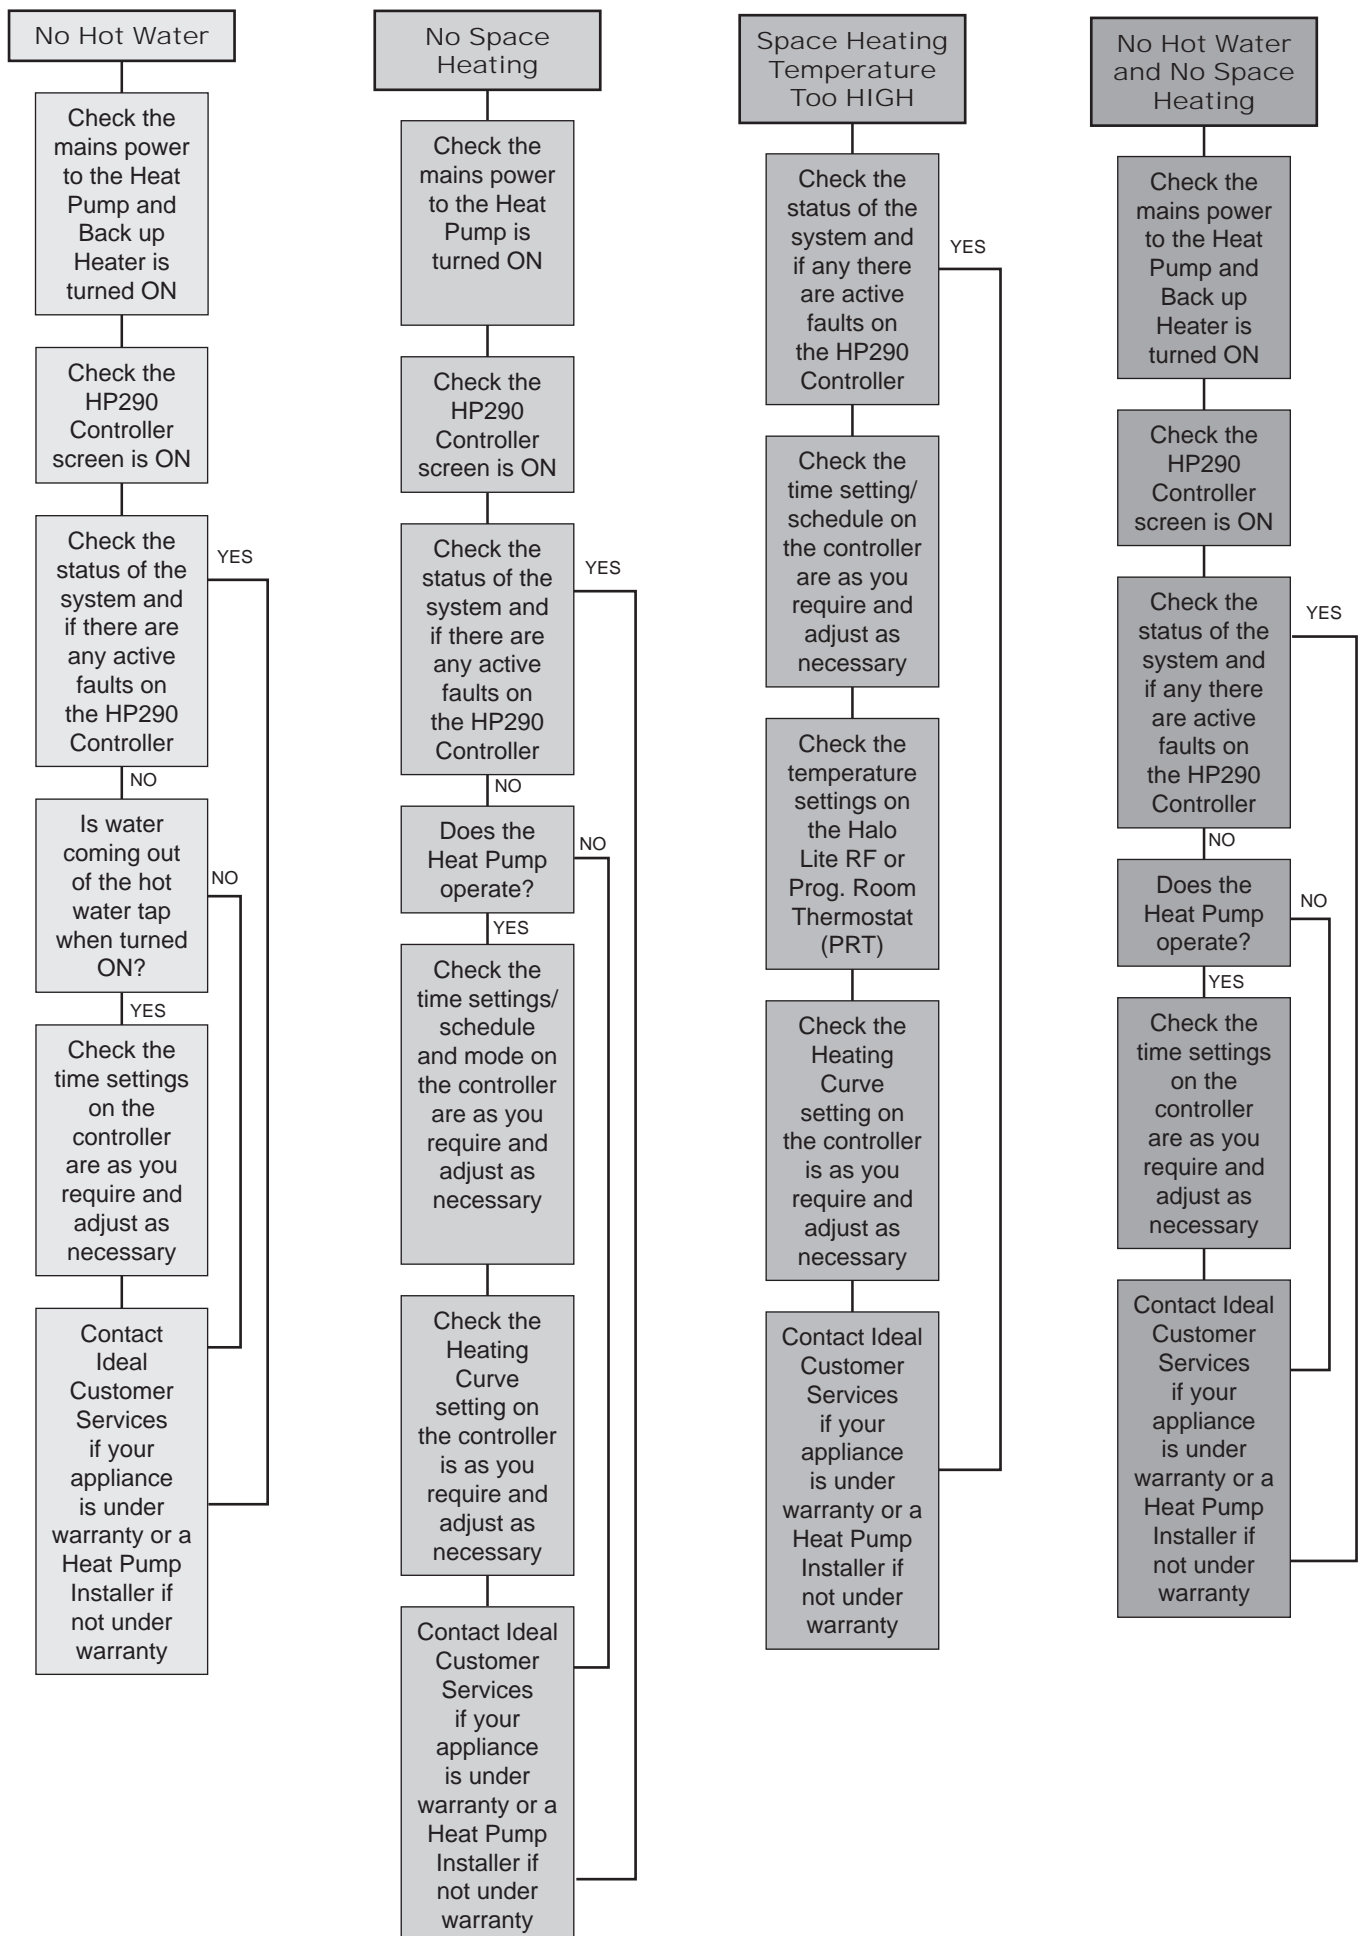 No Hot Water
Check the
mains power
to the Heat
Pump and
Back up
Heater is
turned ON
Check the
HP290
Controller
screen is ON
Check the
status of the
system and
if there are
any active
faults on
the HP290
Controller
YES
NO
Is water
coming out
of the hot
water tap
when turned
ON?
NO
YES
Check the
time settings
on the
controller
are as you
require and
adjust as
necessary
Contact
Ideal
Customer
Services
if your
appliance
is under
warranty or a
Heat Pump
Installer if
not under
warranty
No Space
Heating
Check the
mains power
to the Heat
Pump is
turned ON
Check the
HP290
Controller
screen is ON
Check the
status of the
system and
if there are
any active
faults on
the HP290
Controller
YES
NO
Does the
Heat Pump
operate?
NO
YES
Check the
time settings/
schedule
and mode on
the controller
are as you
require and
adjust as
necessary
Check the
Heating
Curve
setting on
the controller
is as you
require and
adjust as
necessary
Contact Ideal
Customer
Services
if your
appliance
is under
warranty or a
Heat Pump
Installer if
not under
warranty
Space Heating
Temperature
Too HIGH
Check the
status of the
system and
if any there
are active
faults on
the HP290
Controller
YES
Check the
time setting/
schedule on
the controller
are as you
require and
adjust as
necessary
Check the
temperature
settings on
the Halo
Lite RF or
Prog. Room
Thermostat
(PRT)
Check the
Heating
Curve
setting on
the controller
is as you
require and
adjust as
necessary
Contact Ideal
Customer
Services
if your
appliance
is under
warranty or a
Heat Pump
Installer if
not under
warranty
No Hot Water
and No Space
Heating
Check the
mains power
to the Heat
Pump and
Back up
Heater is
turned ON
Check the
HP290
Controller
screen is ON
Check the
status of the
system and
if any there
are active
faults on
the HP290
Controller
YES
NO
Does the
Heat Pump
operate?
NO
YES
Check the
time settings
on the
controller
are as you
require and
adjust as
necessary
Contact Ideal
Customer
Services
if your
appliance
is under
warranty or a
Heat Pump
Installer if
not under
warranty